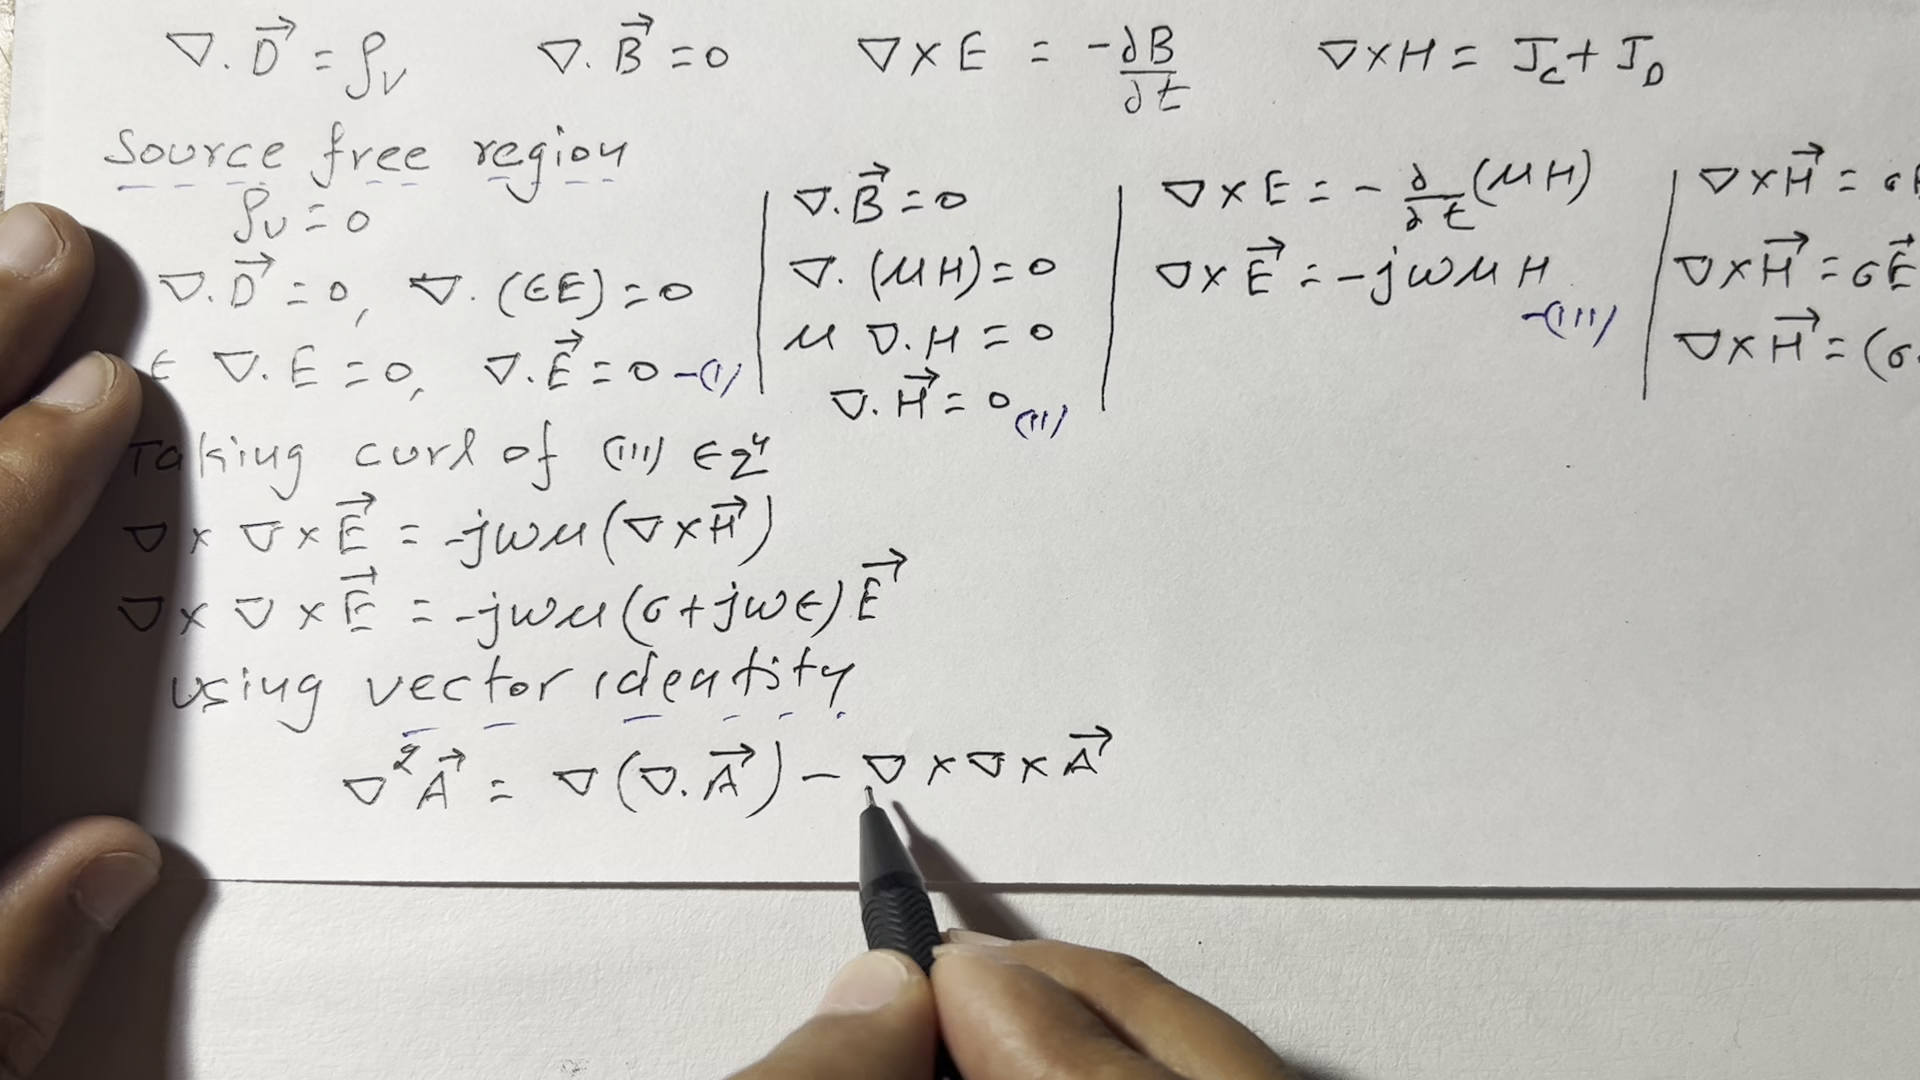 ∇. D⃗ = ρv ∇. B⃗ = 0 ∇ × E = -∂B/∂t ∇×H = Jc + JD
Source free region
ρv = 0
∇. D⃗ = 0, ∇. (ϵE) = 0
ϵ ∇. E = 0, ∇. E⃗ = 0 -(I)
∇. B⃗ = 0
∇. (μH) = 0
μ ∇. H = 0
∇. H⃗ = 0 (II)
∇ × E = - ∂/∂t (μH)
∇× E⃗ = -jωμ H
-(III)
∇×H⃗ = σ
∇×H⃗ = σE⃗
∇×H⃗ = (σ
Taking curl of (III) Eqn
∇ × ∇ × E⃗ = -jωμ(∇×H⃗)
∇ × ∇ × E⃗ = -jωμ(σ+jωϵ)E⃗
Using vector identity
∇²A⃗ = ∇(∇.A⃗) - ∇×∇×A⃗